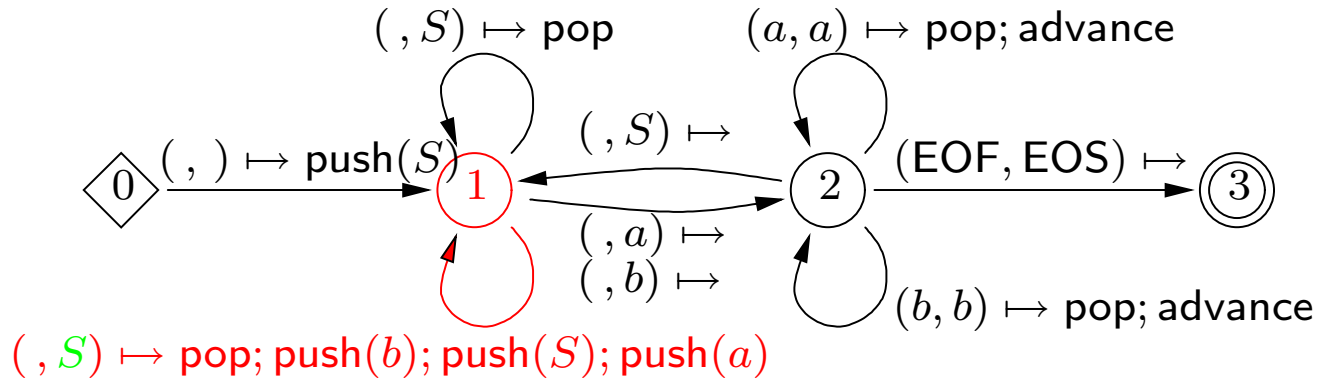 ( , S) ↦ pop
(a, a) ↦ pop; advance
( , S) ↦
( , ) ↦ push(S)
(EOF, EOS) ↦
0
1
2
3
( , a) ↦
( , b) ↦
(b, b) ↦ pop; advance
( , S) ↦ pop; push(b); push(S); push(a)